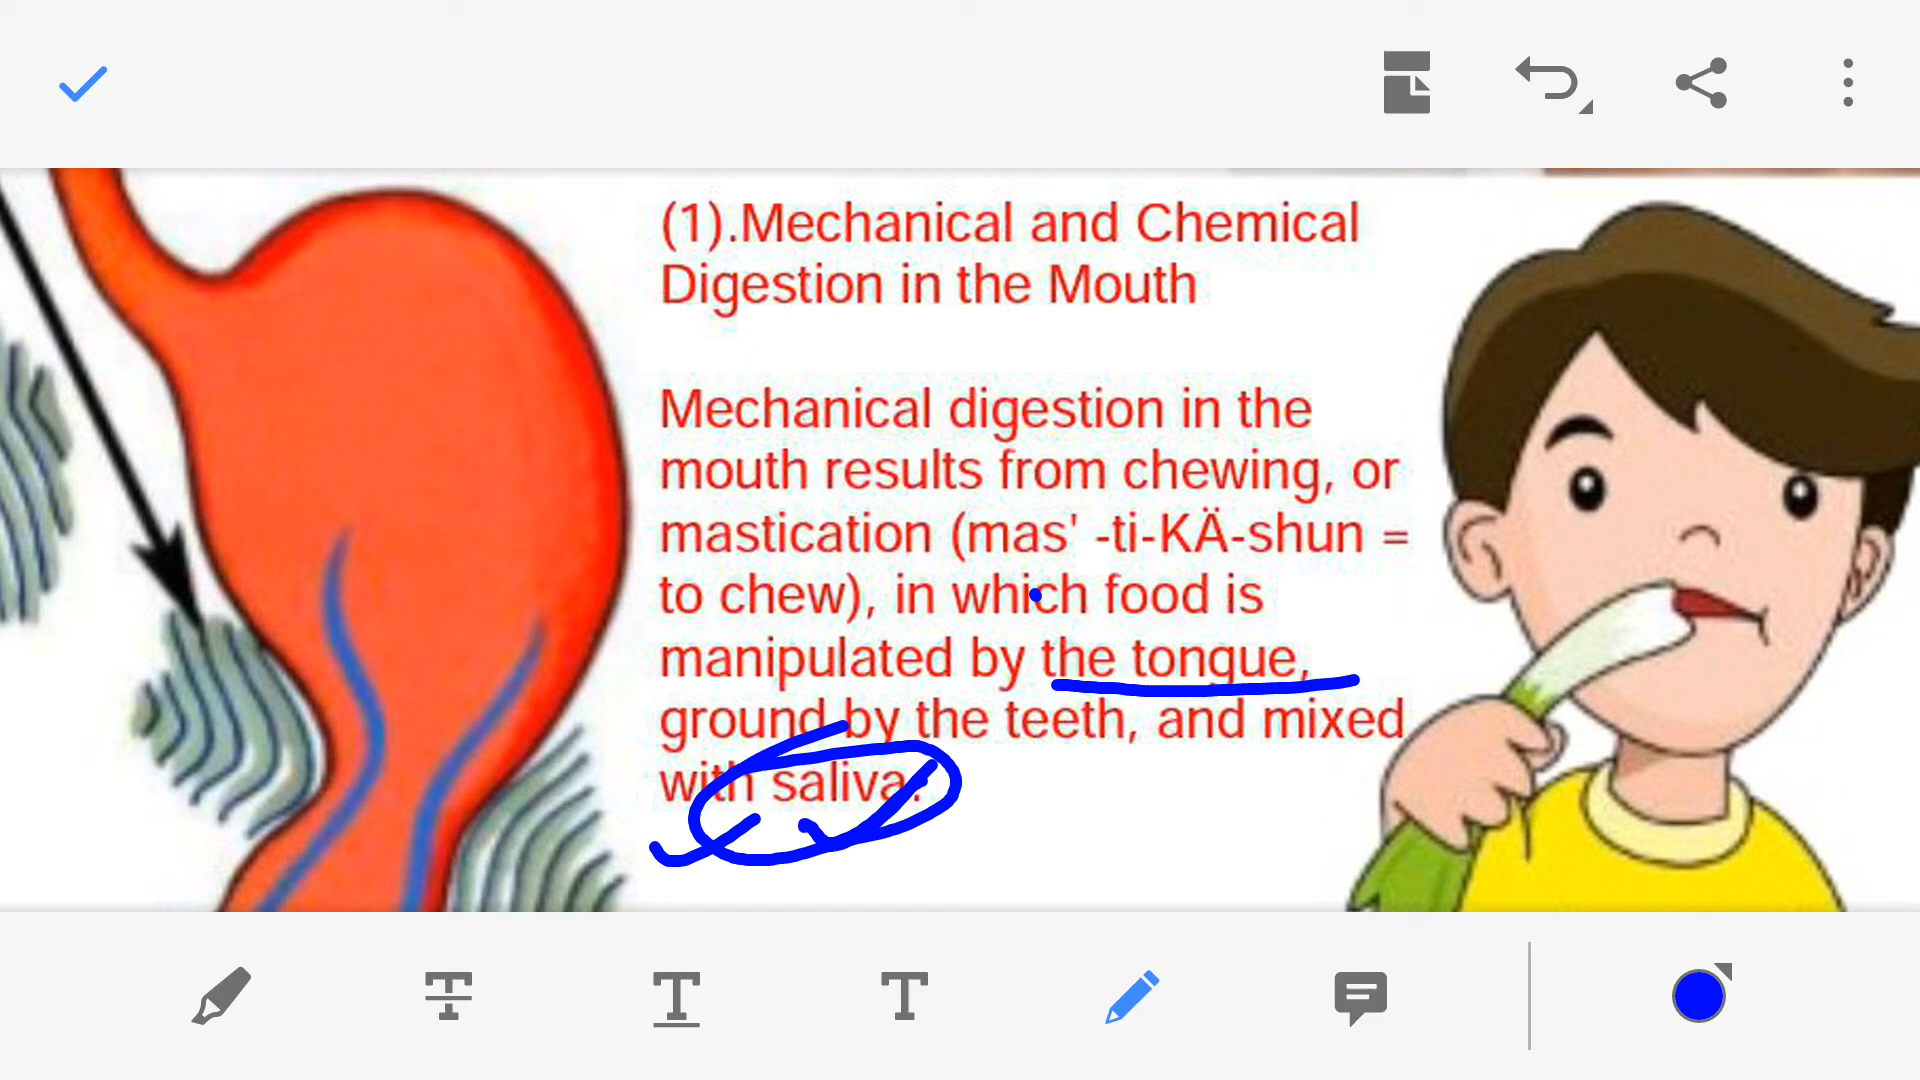 (1).Mechanical and Chemical
Digestion in the Mouth
Mechanical digestion in the
mouth results from chewing, or
mastication (mas' -ti-KÄ-shun =
to chew), in which food is
manipulated by the tongue,
ground by the teeth, and mixed
with saliva.